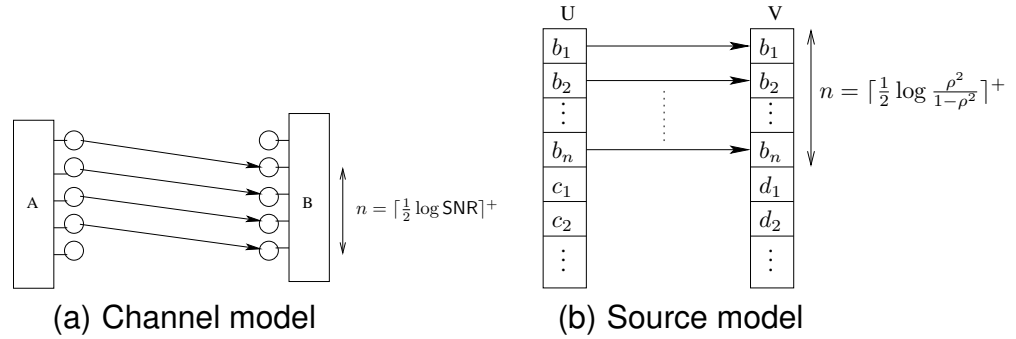 A
B
n = ⌈½ log SNR⌉⁺
(a) Channel model
U V
b₁ b₁
b₂ b₂
⋮ ⋮
bₙ bₙ
c₁ d₁
c₂ d₂
⋮ ⋮
n = ⌈½ log ρ²/(1−ρ²)⌉⁺
(b) Source model